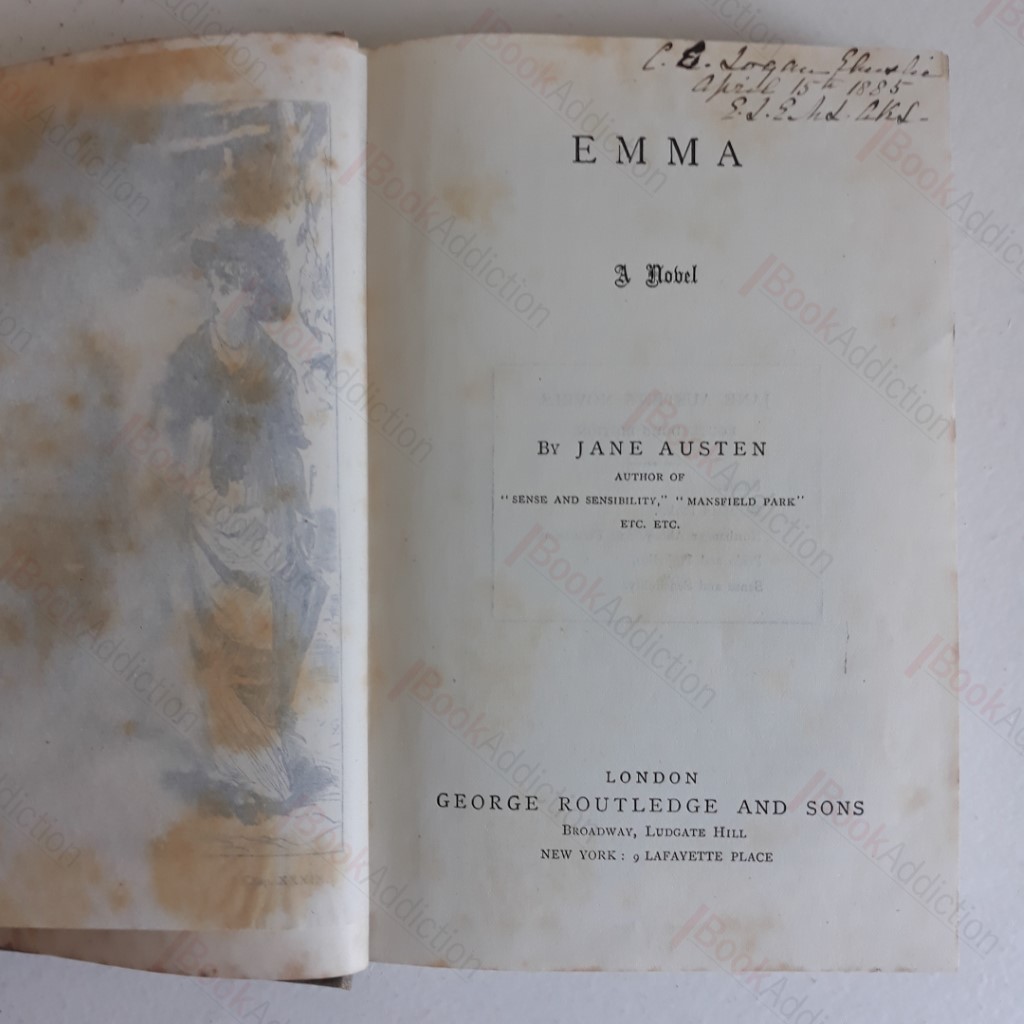 April 15th 1885
EMMA
A Novel
By JANE AUSTEN
AUTHOR OF
"SENSE AND SENSIBILITY," "MANSFIELD PARK"
ETC. ETC.
LONDON
GEORGE ROUTLEDGE AND SONS
BROADWAY, LUDGATE HILL
NEW YORK: 9 LAFAYETTE PLACE
BookAddiction